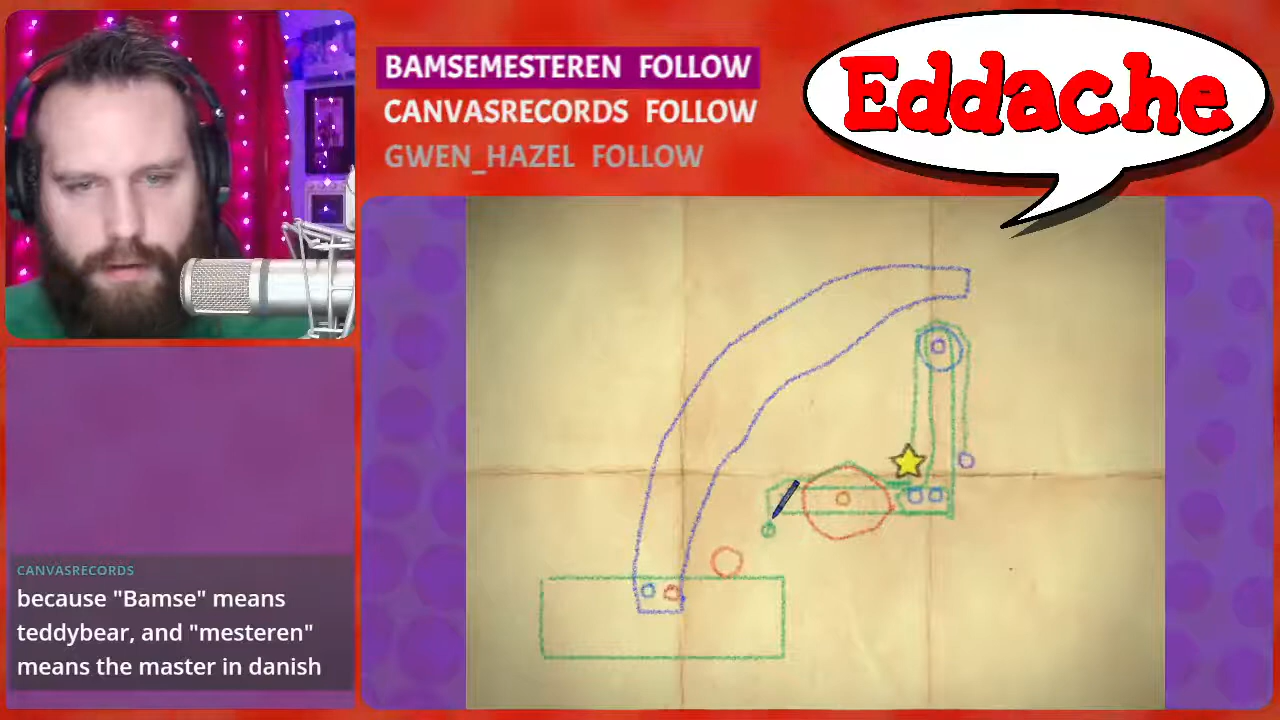 BAMSEMESTEREN FOLLOW
CANVASRECORDS FOLLOW
GWEN_HAZEL FOLLOW
Eddache
CANVASRECORDS
because "Bamse" means
teddybear, and "mesteren"
means the master in danish